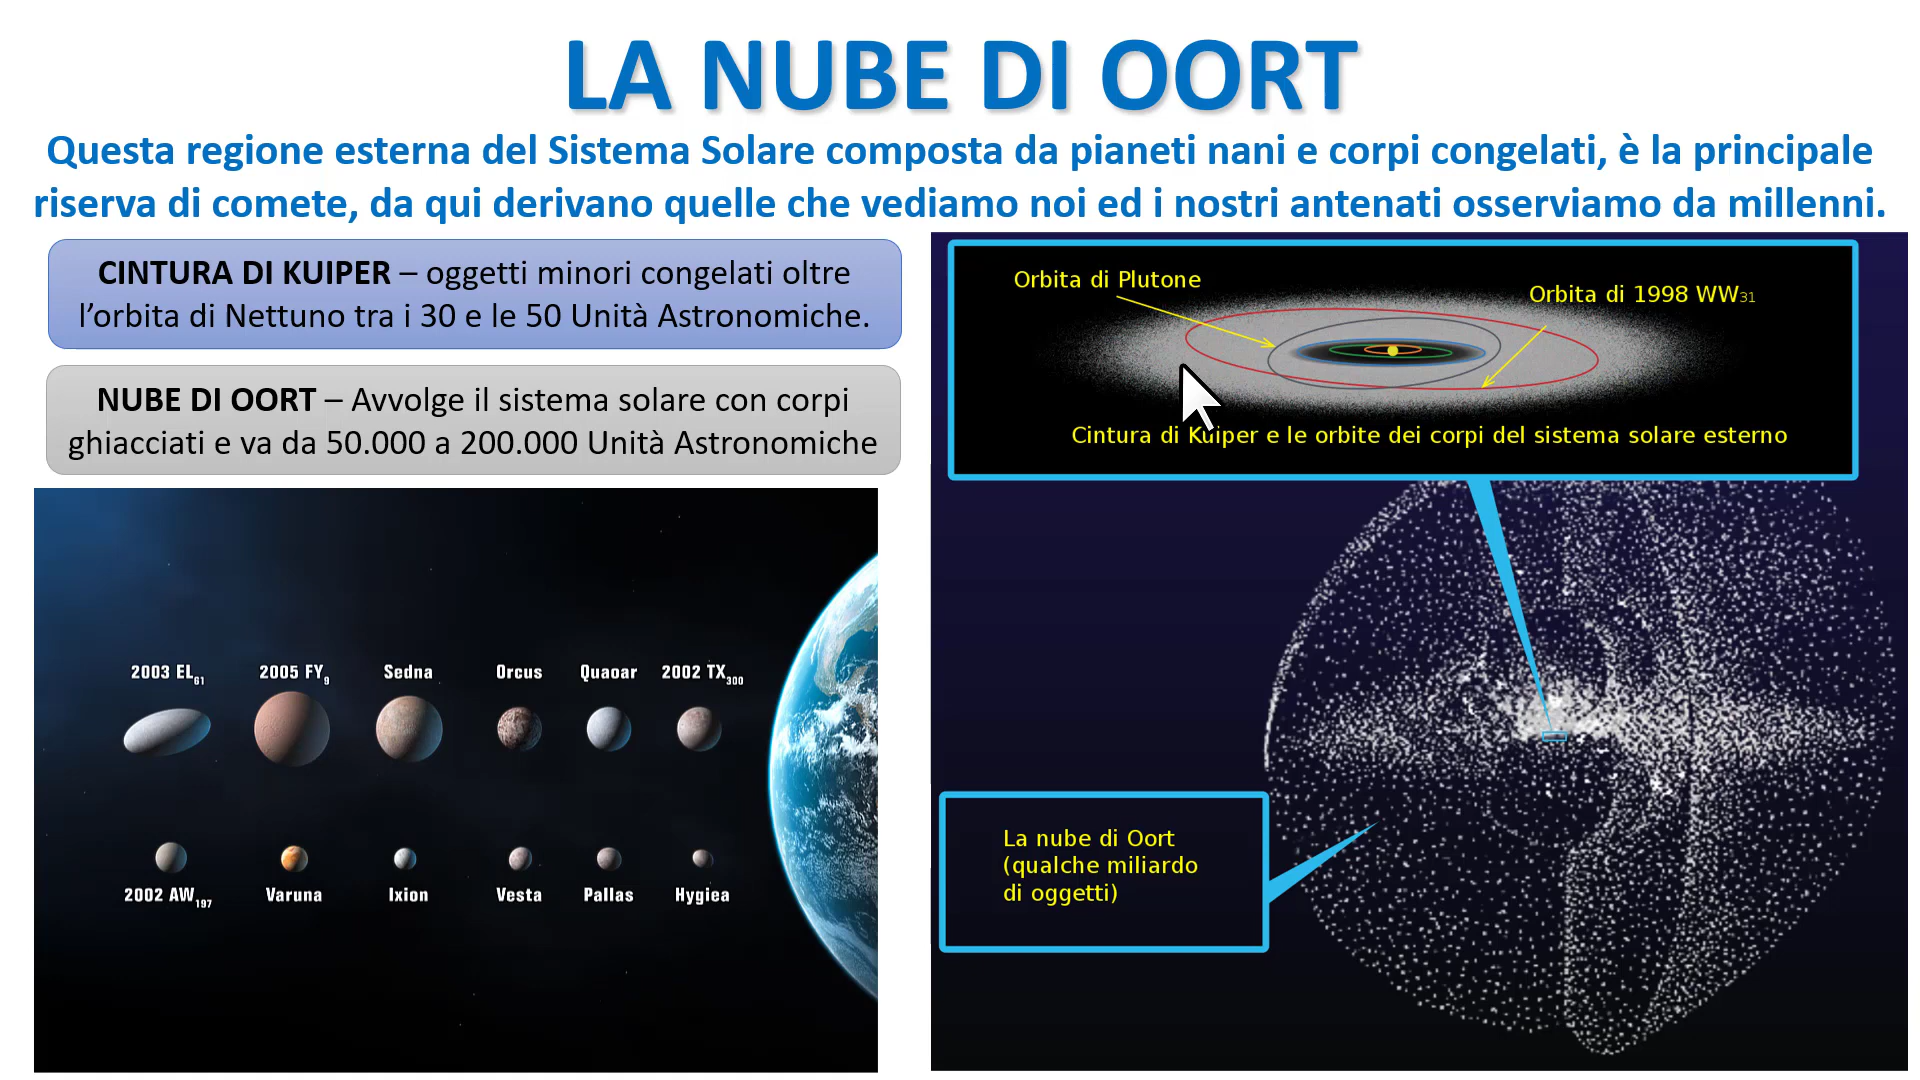 LA NUBE DI OORT
Questa regione esterna del Sistema Solare composta da pianeti nani e corpi congelati, è la principale
riserva di comete, da qui derivano quelle che vediamo noi ed i nostri antenati osserviamo da millenni.
CINTURA DI KUIPER – oggetti minori congelati oltre
l'orbita di Nettuno tra i 30 e le 50 Unità Astronomiche.
NUBE DI OORT – Avvolge il sistema solare con corpi
ghiacciati e va da 50.000 a 200.000 Unità Astronomiche
2003 EL61 2005 FY9 Sedna Orcus Quaoar 2002 TX300
2002 AW197 Varuna Ixion Vesta Pallas Hygiea
Orbita di Plutone
Orbita di 1998 WW31
Cintura di Kuiper e le orbite dei corpi del sistema solare esterno
La nube di Oort
(qualche miliardo
di oggetti)